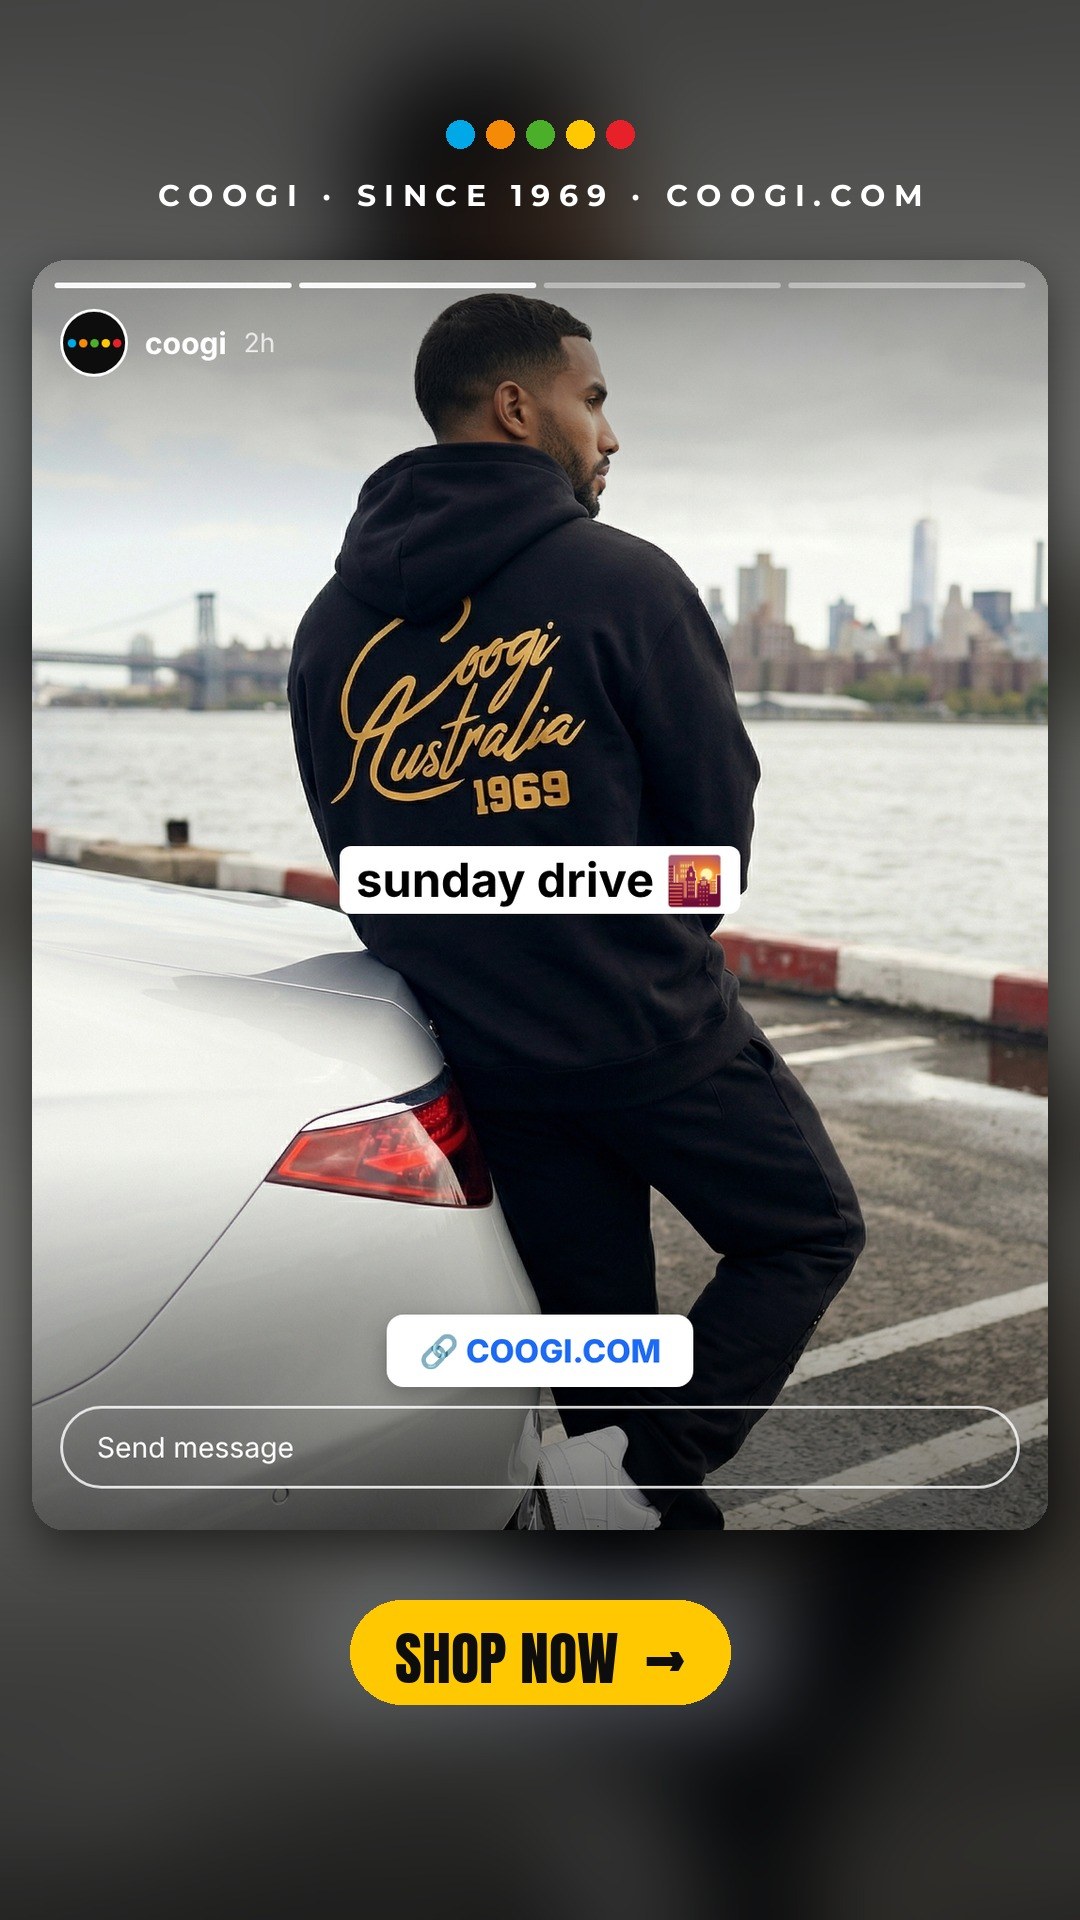 COOGI · SINCE 1969 · COOGI.COM
coogi 2h
Coogi
Australia
1969
sunday drive 🌇
🔗 COOGI.COM
Send message
SHOP NOW →